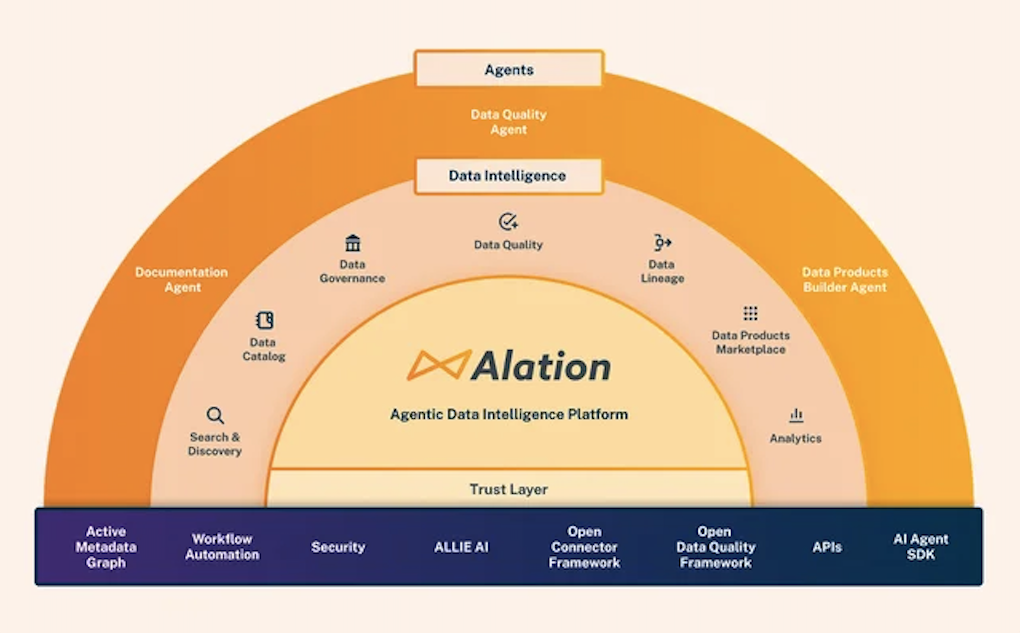 Agents
Data Quality
Agent
Data Intelligence
Data Quality
Data
Governance
Data
Lineage
Documentation
Agent
Data Products
Builder Agent
Data
Catalog
Data Products
Marketplace
Alation
Agentic Data Intelligence Platform
Search &
Discovery
Analytics
Trust Layer
Active
Metadata
Graph
Workflow
Automation
Security
ALLIE AI
Open
Connector
Framework
Open
Data Quality
Framework
APIs
AI Agent
SDK